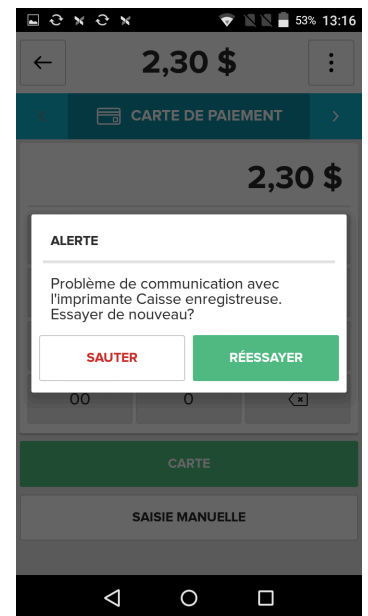 53% 13:16
2,30 $
CARTE DE PAIEMENT
2,30 $
ALERTE
Problème de communication avec
l'imprimante Caisse enregistreuse.
Essayer de nouveau?
SAUTER
RÉESSAYER
00
0
CARTE
SAISIE MANUELLE